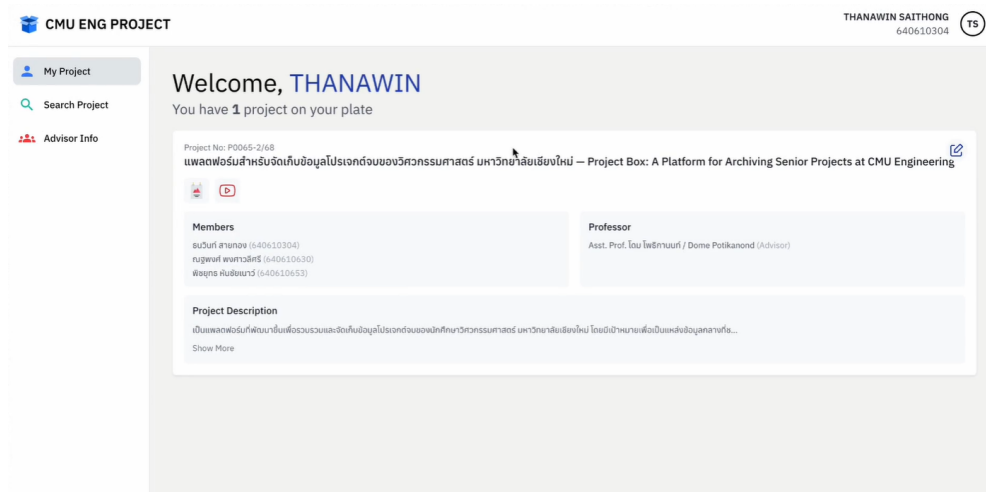 CMU ENG PROJECT
THANAWIN SAITHONG
640610304
TS
My Project
Search Project
Advisor Info
Welcome, THANAWIN
You have 1 project on your plate
Project No: P0065-2/68
แพลตฟอร์มสำหรับจัดเก็บข้อมูลโปรเจกต์จบของวิศวกรรมศาสตร์ มหาวิทยาลัยเชียงใหม่ — Project Box: A Platform for Archiving Senior Projects at CMU Engineering
Members
ธนวินท์ สายทอง (640610304)
ณฐพงศ์ พงศาวลีศรี (640610630)
พิชยุทธ หันชัยเนาว์ (640610653)
Professor
Asst. Prof. โดม โพธิกานนท์ / Dome Potikanond (Advisor)
Project Description
เป็นแพลตฟอร์มที่พัฒนาขึ้นเพื่อรวบรวมและจัดเก็บข้อมูลโปรเจกต์จบของนักศึกษาวิศวกรรมศาสตร์ มหาวิทยาลัยเชียงใหม่ โดยมีเป้าหมายเพื่อเป็นแหล่งข้อมูลกลางที่ช...
Show More